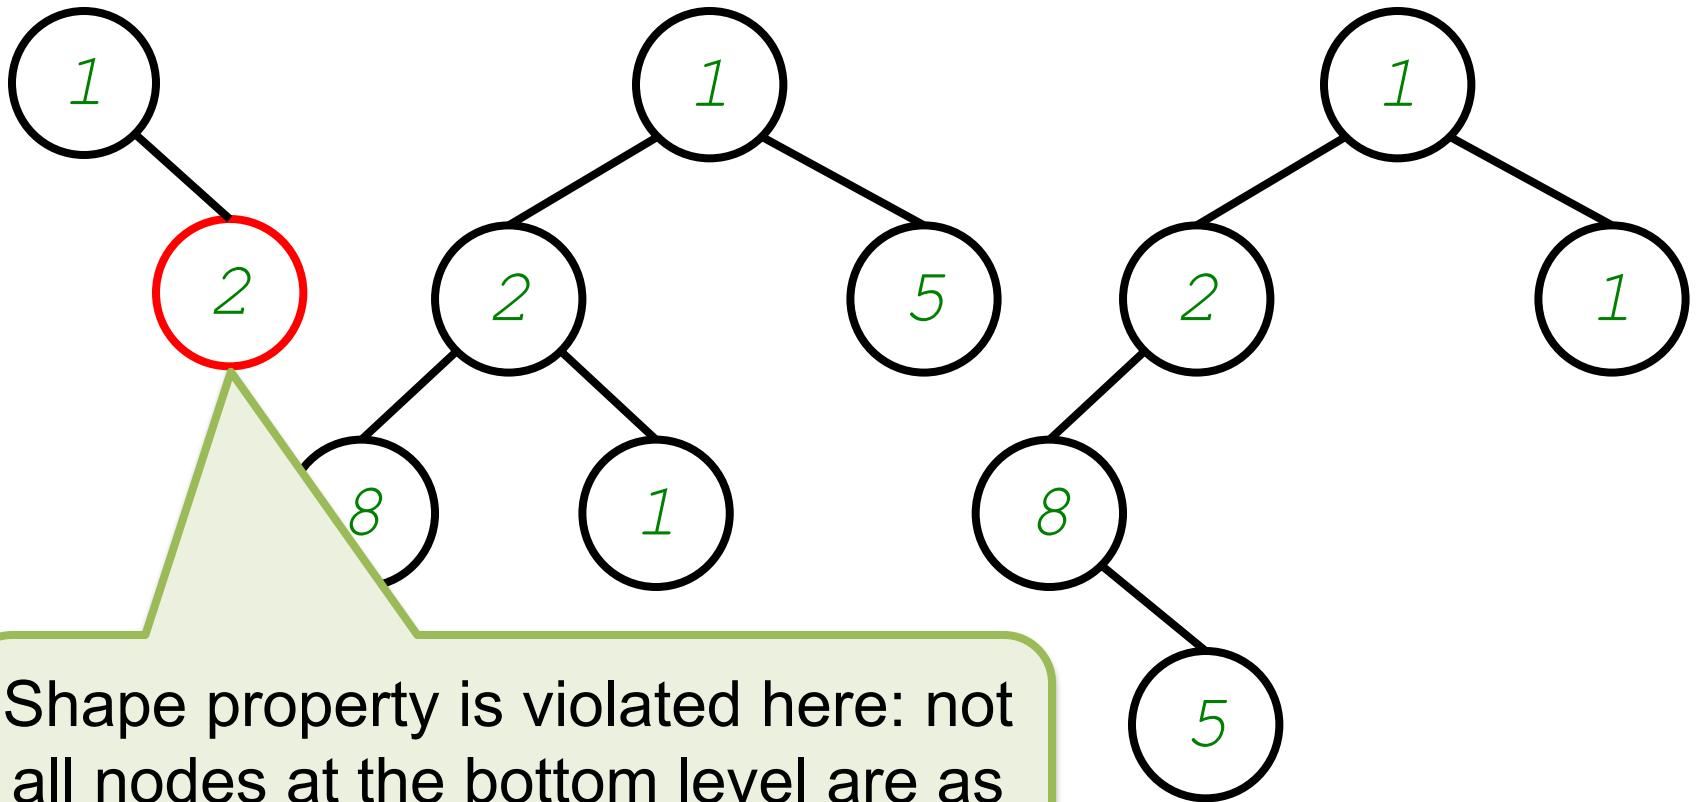 1 1 1
2 2 5 2 1
8 1 8
Shape property is violated here: not
5
all nodes at the bottom level are as